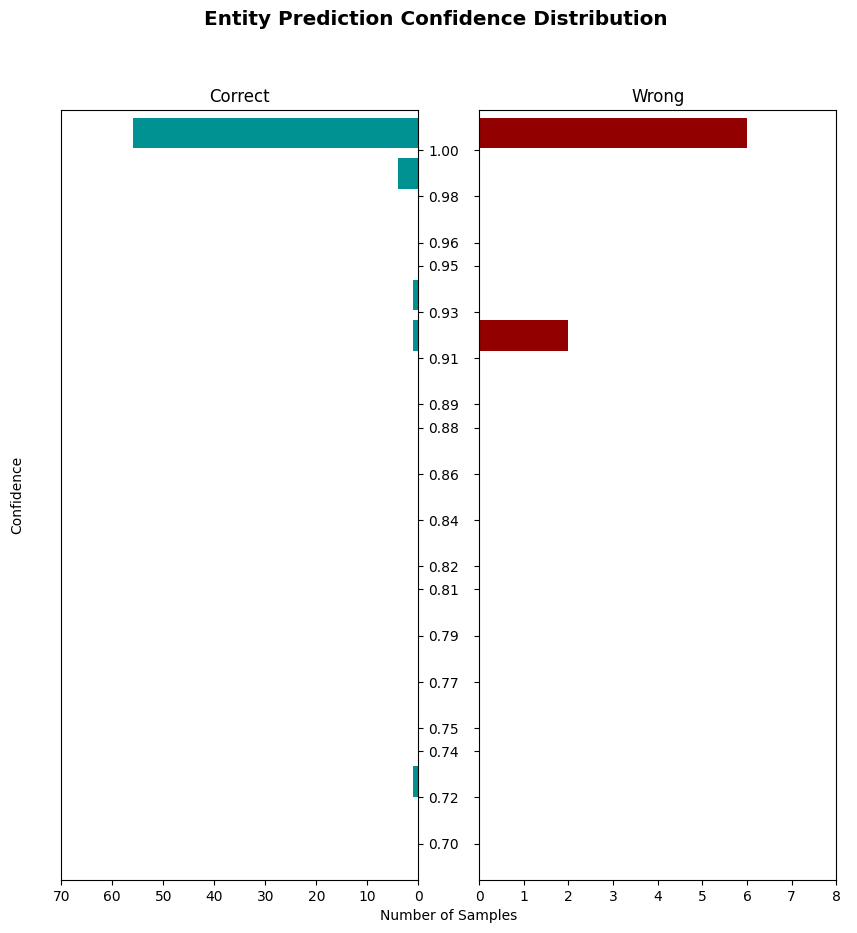 Entity Prediction Confidence Distribution
Correct
Wrong
1.00
0.98
0.96
0.95
0.93
0.91
0.89
0.88
0.86
0.84
0.82
0.81
0.79
0.77
0.75
0.74
0.72
0.70
Confidence
70 60 50 40 30 20 10 0
0 1 2 3 4 5 6 7 8
Number of Samples